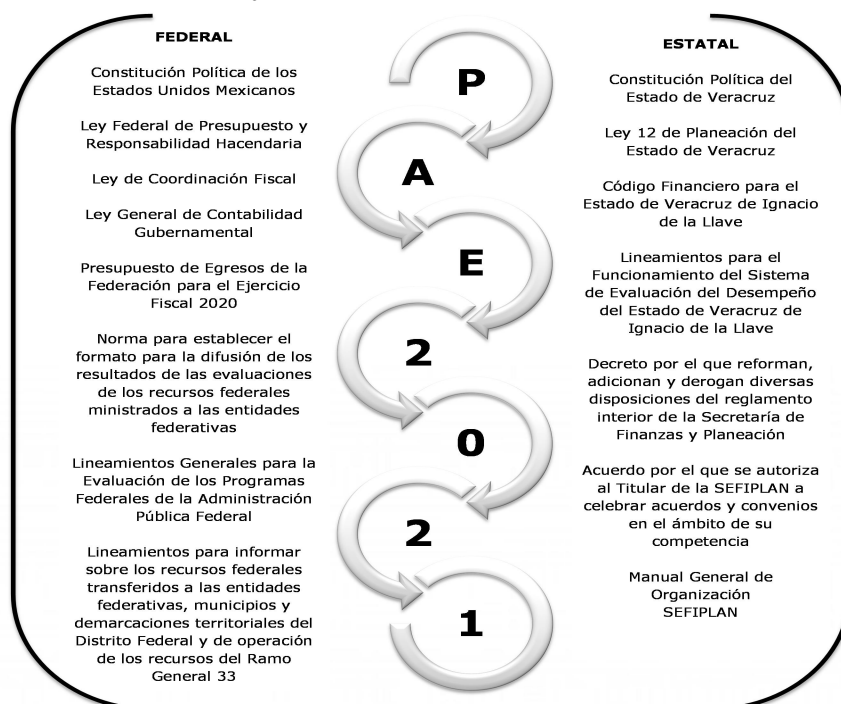 FEDERAL
Constitución Política de los
Estados Unidos Mexicanos
Ley Federal de Presupuesto y
Responsabilidad Hacendaria
Ley de Coordinación Fiscal
Ley General de Contabilidad
Gubernamental
Presupuesto de Egresos de la
Federación para el Ejercicio
Fiscal 2020
Norma para establecer el
formato para la difusión de los
resultados de las evaluaciones
de los recursos federales
ministrados a las entidades
federativas
Lineamientos Generales para la
Evaluación de los Programas
Federales de la Administración
Pública Federal
Lineamientos para informar
sobre los recursos federales
transferidos a las entidades
federativas, municipios y
demarcaciones territoriales del
Distrito Federal y de operación
de los recursos del Ramo
General 33
P
A
E
2
0
2
1
ESTATAL
Constitución Política del
Estado de Veracruz
Ley 12 de Planeación del
Estado de Veracruz
Código Financiero para el
Estado de Veracruz de Ignacio
de la Llave
Lineamientos para el
Funcionamiento del Sistema
de Evaluación del Desempeño
del Estado de Veracruz de
Ignacio de la Llave
Decreto por el que reforman,
adicionan y derogan diversas
disposiciones del reglamento
interior de la Secretaría de
Finanzas y Planeación
Acuerdo por el que se autoriza
al Titular de la SEFIPLAN a
celebrar acuerdos y convenios
en el ámbito de su
competencia
Manual General de
Organización
SEFIPLAN